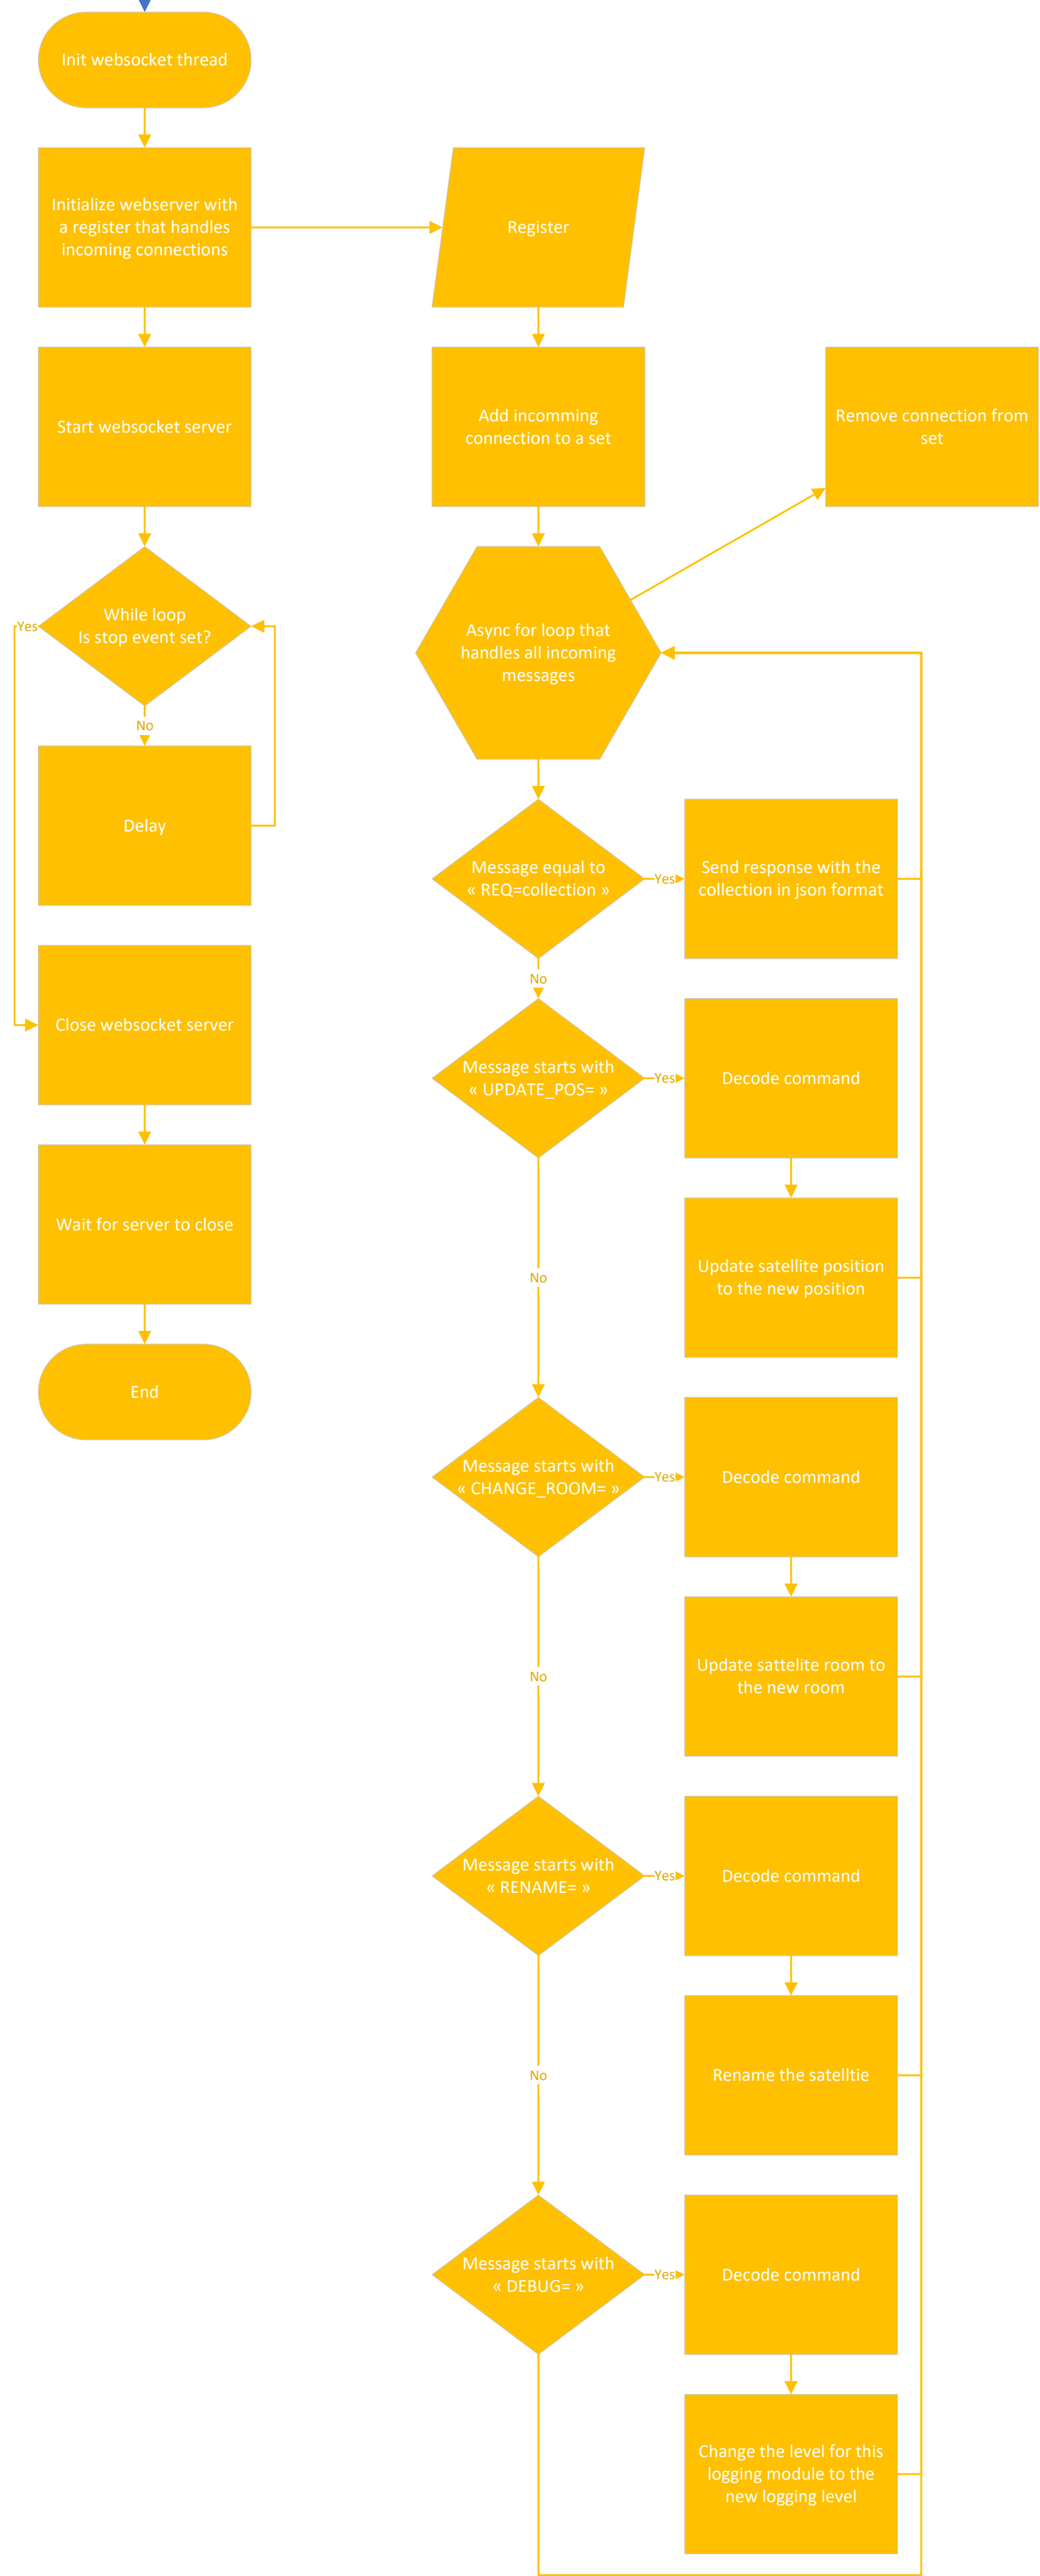 Init websocket thread
Initialize webserver with
a register that handles
incoming connections
Register
Start websocket server
Add incomming
connection to a set
Remove connection from
set
While loop
Is stop event set?
Yes
No
Delay
Async for loop that
handles all incoming
messages
Message equal to
« REQ=collection »
Yes
Send response with the
collection in json format
No
Close websocket server
Message starts with
« UPDATE_POS= »
Yes
Decode command
Wait for server to close
Update satellite position
to the new position
No
End
Message starts with
« CHANGE_ROOM= »
Yes
Decode command
Update sattelite room to
the new room
No
Message starts with
« RENAME= »
Yes
Decode command
Rename the satelltie
No
Message starts with
« DEBUG= »
Yes
Decode command
Change the level for this
logging module to the
new logging level